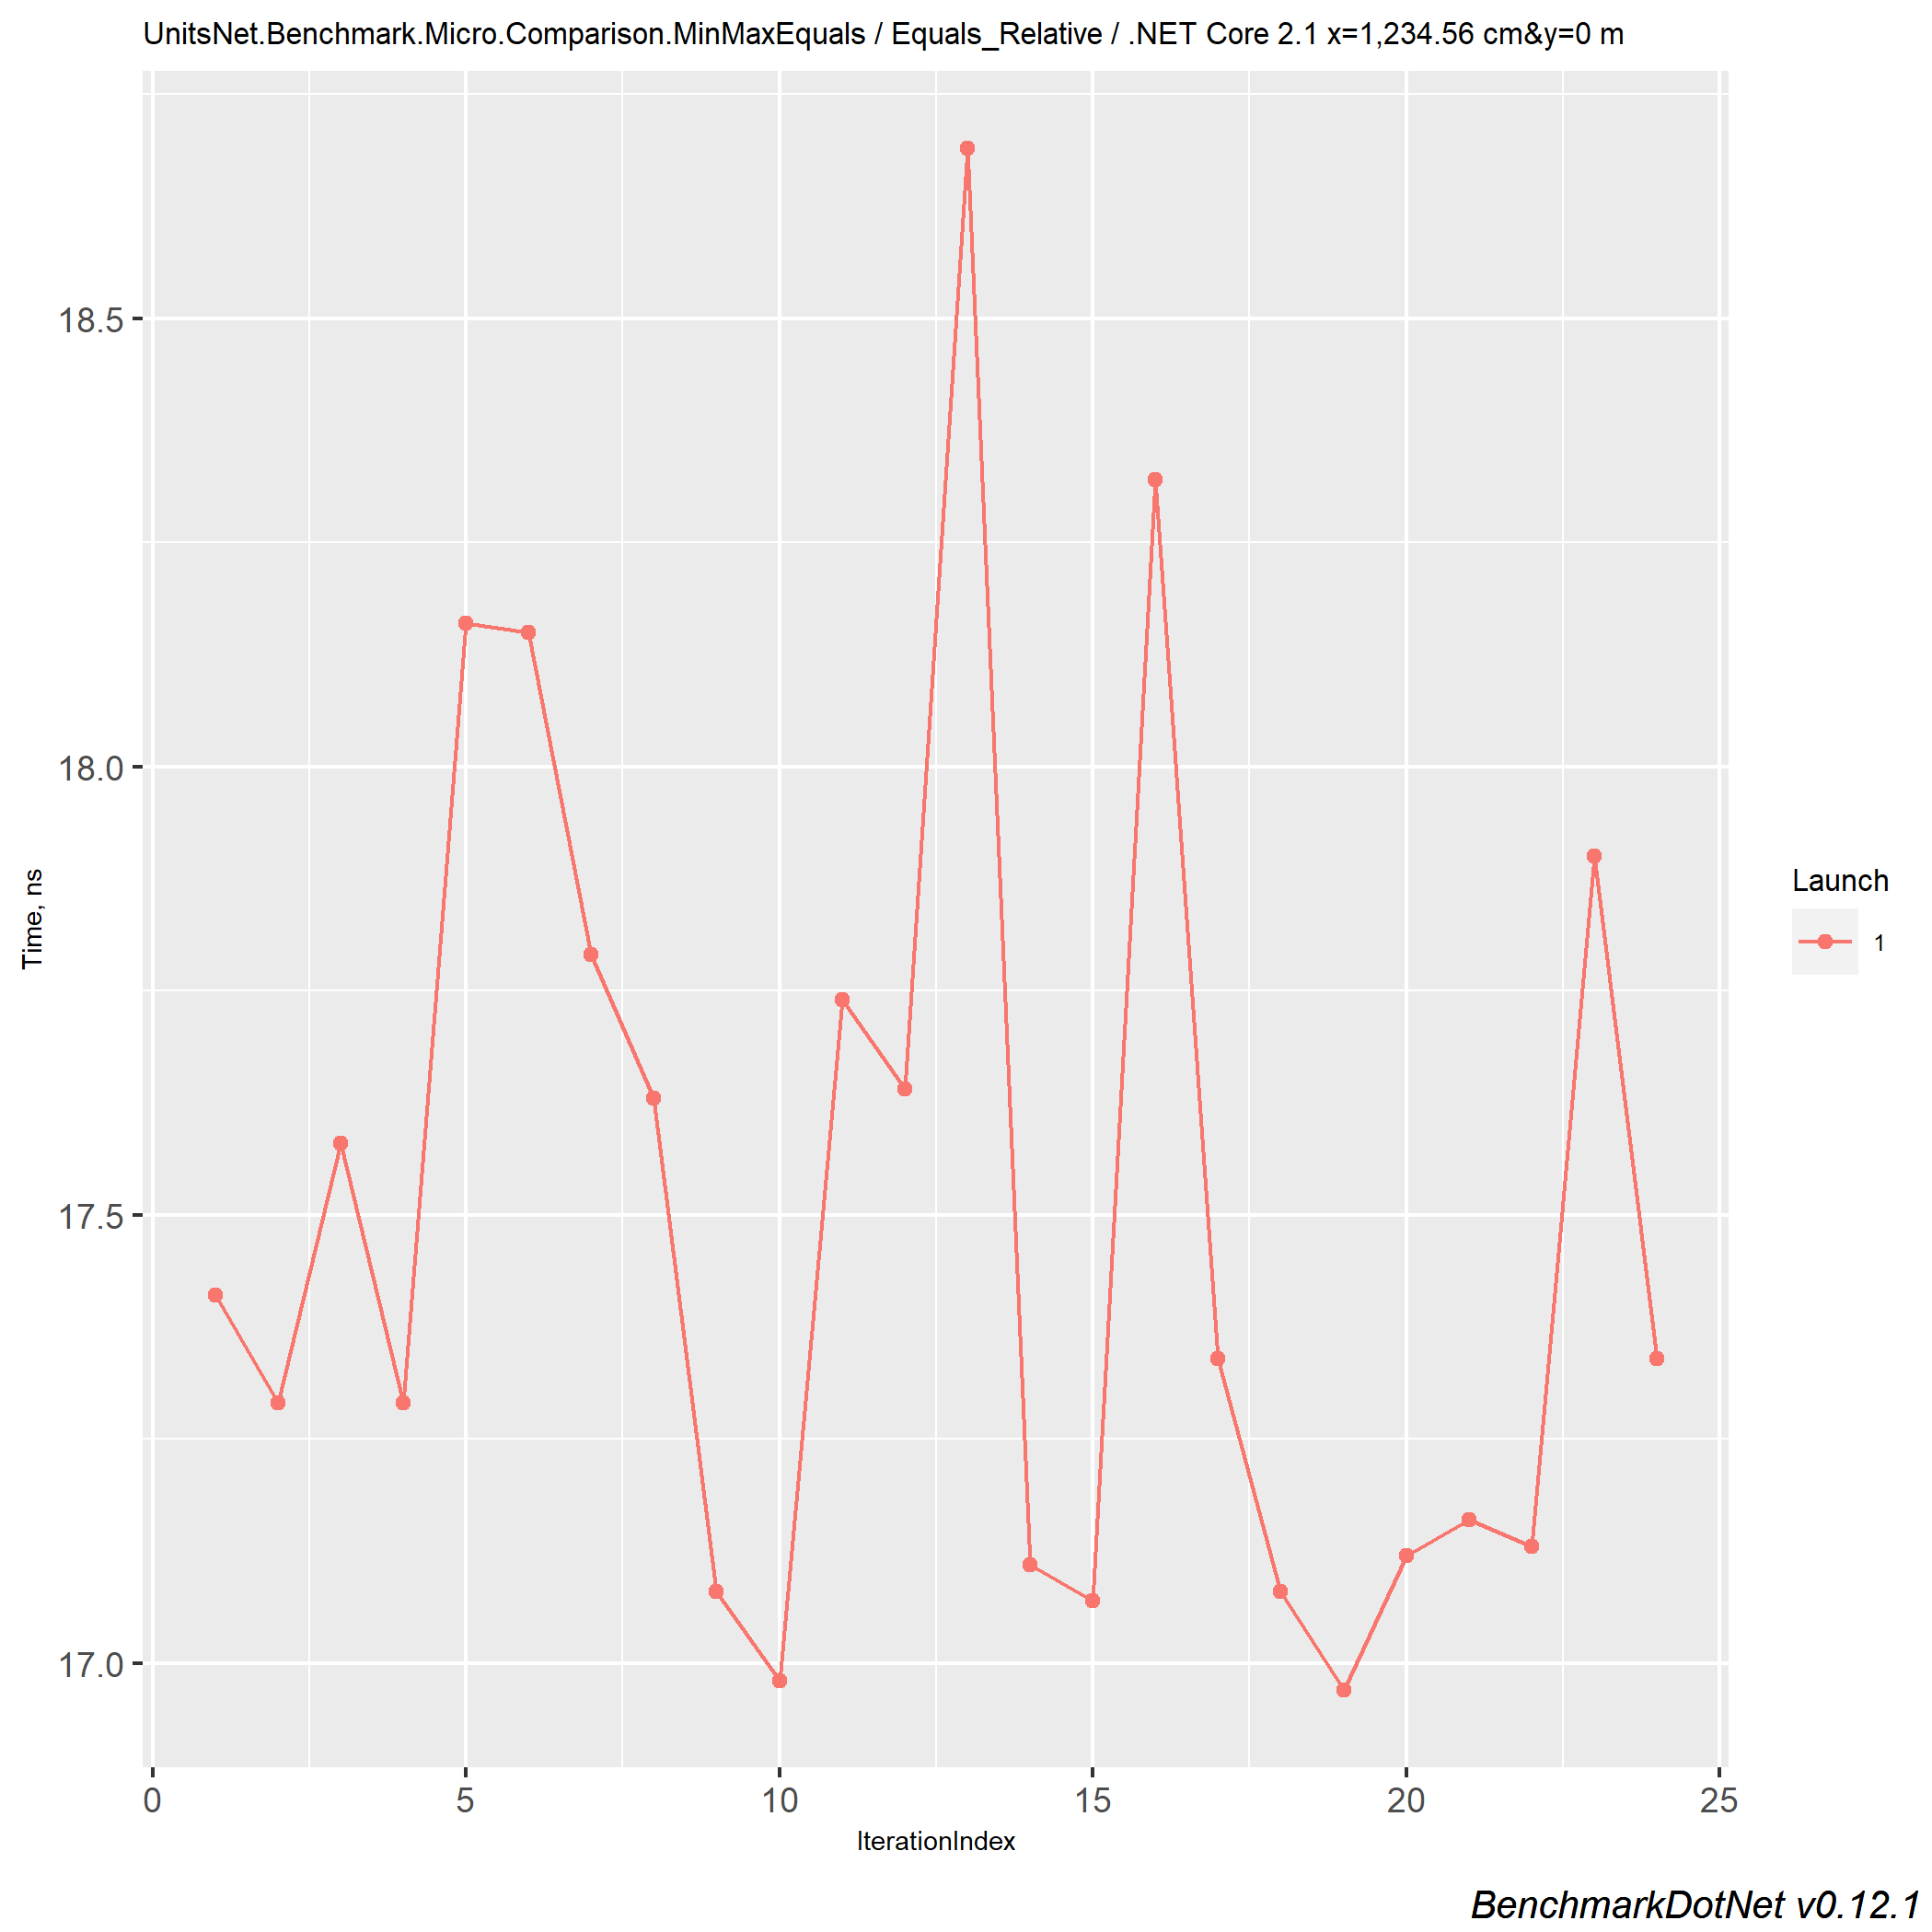 UnitsNet.Benchmark.Micro.Comparison.MinMaxEquals / Equals_Relative / .NET Core 2.1 x=1,234.56 cm&y=0 m
18.5
18.0
17.5
17.0
Time, ns
0 5 10 15 20 25
IterationIndex
Launch
1
BenchmarkDotNet v0.12.1